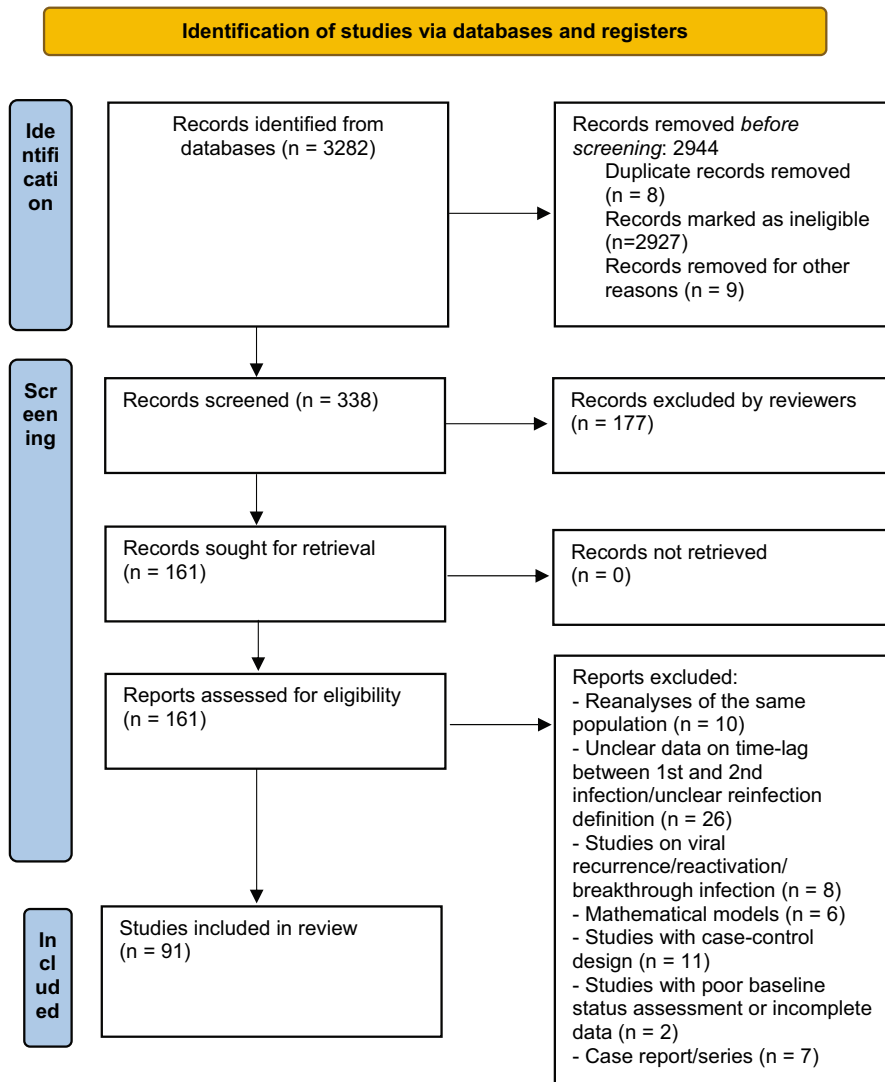 Identification of studies via databases and registers
Ide
ntifi
cati
on
Records identified from
databases (n = 3282)
Records removed before
screening: 2944
Duplicate records removed
(n = 8)
Records marked as ineligible
(n=2927)
Records removed for other
reasons (n = 9)
Scr
een
ing
Records screened (n = 338)
Records excluded by reviewers
(n = 177)
Records sought for retrieval
(n = 161)
Records not retrieved
(n = 0)
Reports assessed for eligibility
(n = 161)
Reports excluded:
- Reanalyses of the same
population (n = 10)
- Unclear data on time-lag
between 1st and 2nd
infection/unclear reinfection
definition (n = 26)
- Studies on viral
recurrence/reactivation/
breakthrough infection (n = 8)
- Mathematical models (n = 6)
- Studies with case-control
design (n = 11)
- Studies with poor baseline
status assessment or incomplete
data (n = 2)
- Case report/series (n = 7)
In
cl
ud
ed
Studies included in review
(n = 91)